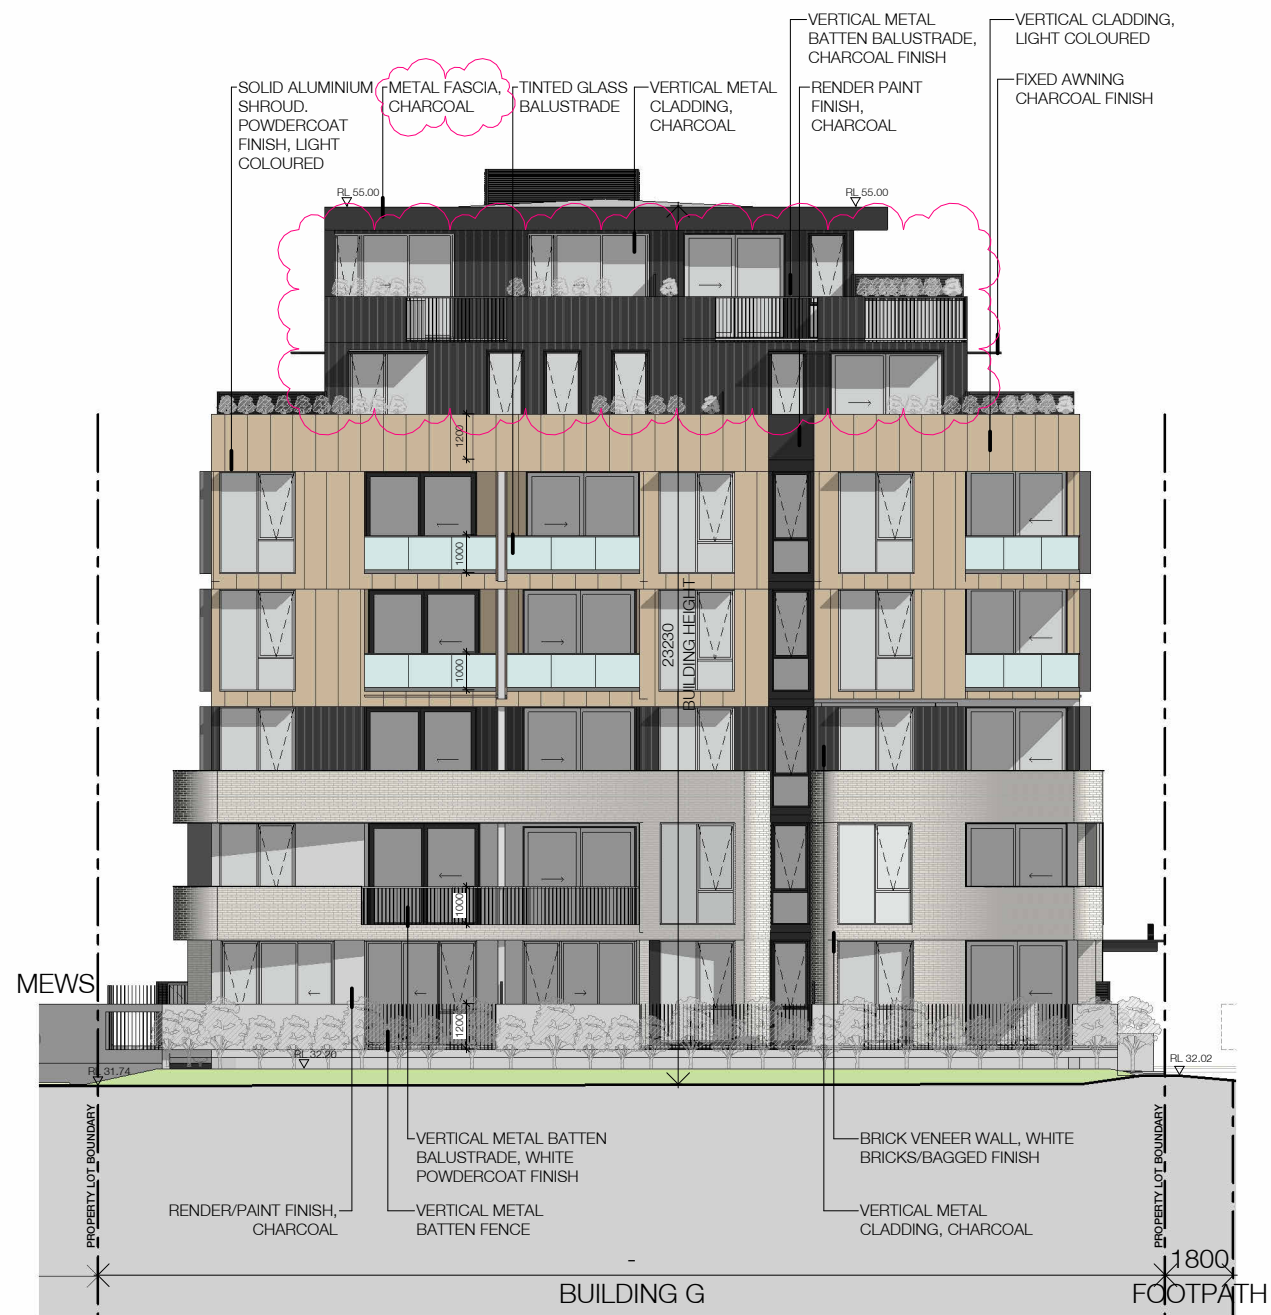 VERTICAL METAL
BATTEN BALUSTRADE,
CHARCOAL FINISH
VERTICAL CLADDING,
LIGHT COLOURED
SOLID ALUMINIUM
SHROUD.
POWDERCOAT
FINISH, LIGHT
COLOURED
METAL FASCIA,
CHARCOAL
TINTED GLASS
BALUSTRADE
VERTICAL METAL
CLADDING,
CHARCOAL
RENDER PAINT
FINISH,
CHARCOAL
FIXED AWNING
CHARCOAL FINISH
RL 55.00
RL 55.00
1200
1000
1000
23230
BUILDING HEIGHT
1000
MEWS
1200
RL 32.20
RL 31.74
RL 32.02
PROPERTY LOT BOUNDARY
PROPERTY LOT BOUNDARY
VERTICAL METAL BATTEN
BALUSTRADE, WHITE
POWDERCOAT FINISH
BRICK VENEER WALL, WHITE
BRICKS/BAGGED FINISH
RENDER/PAINT FINISH,
CHARCOAL
VERTICAL METAL
BATTEN FENCE
VERTICAL METAL
CLADDING, CHARCOAL
-
1800
BUILDING G
FOOTPATH